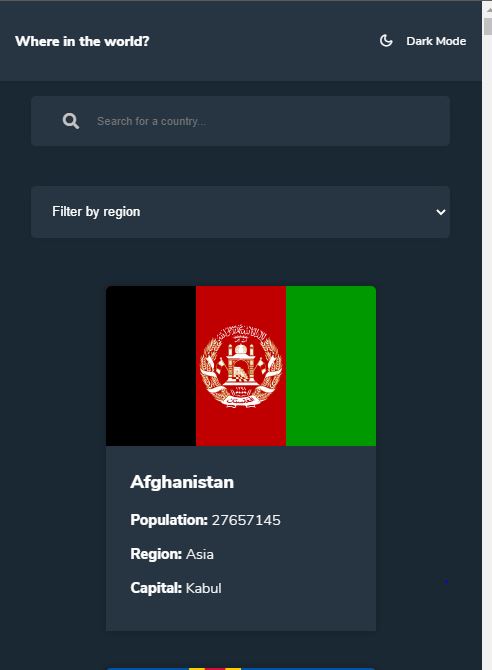 Where in the world?
Dark Mode
Search for a country...
Filter by region
Afghanistan
Population: 27657145
Region: Asia
Capital: Kabul